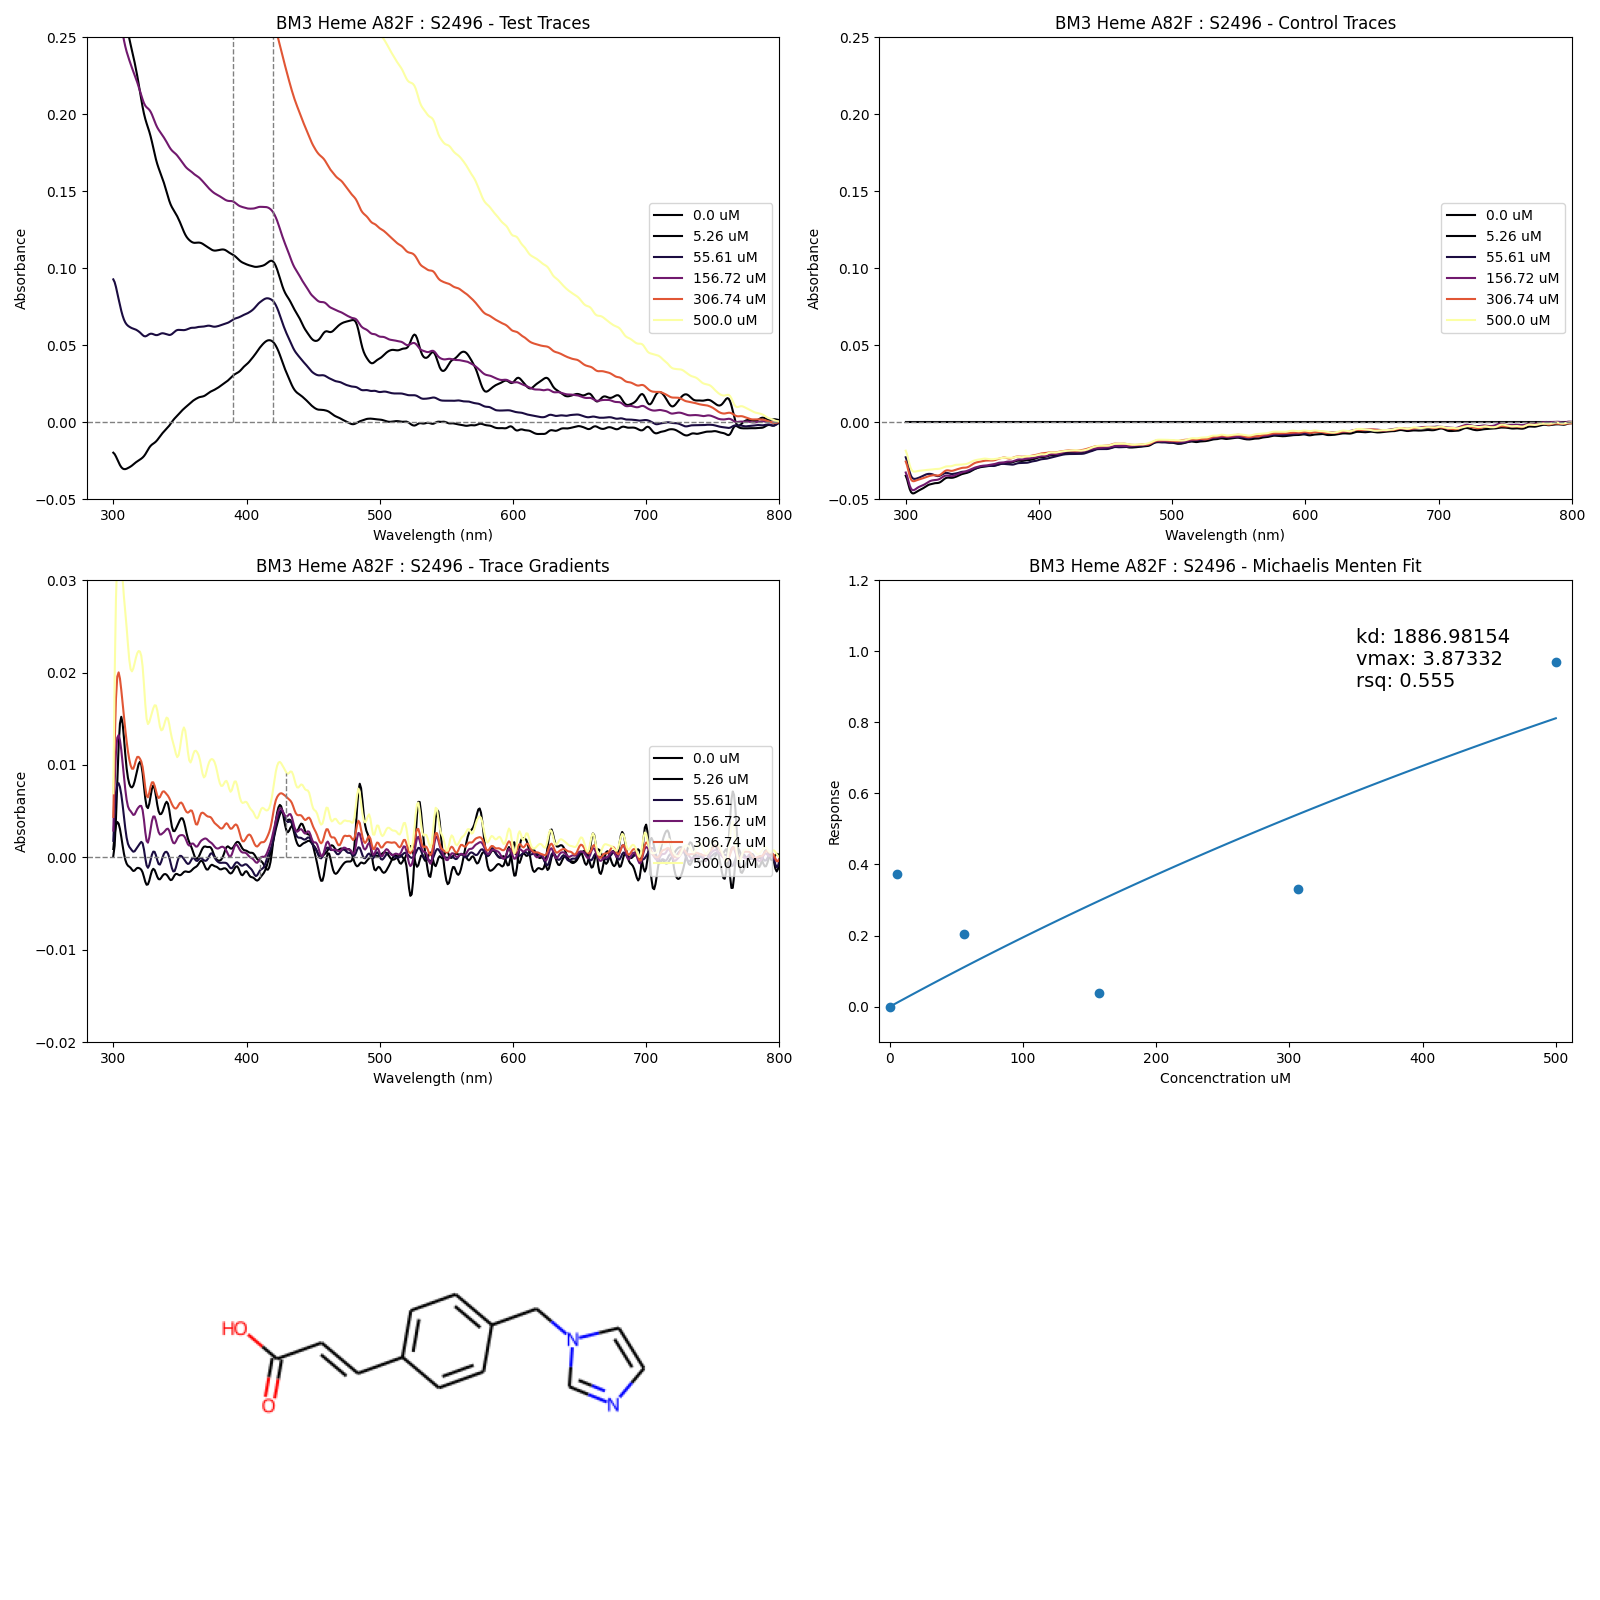 BM3 Heme A82F : S2496 - Test Traces
0.25
0.20
0.15
0.10
0.05
0.00
−0.05
Absorbance
300 400 500 600 700 800
Wavelength (nm)
0.0 uM
5.26 uM
55.61 uM
156.72 uM
306.74 uM
500.0 uM
BM3 Heme A82F : S2496 - Control Traces
0.25
0.20
0.15
0.10
0.05
0.00
−0.05
Absorbance
300 400 500 600 700 800
Wavelength (nm)
0.0 uM
5.26 uM
55.61 uM
156.72 uM
306.74 uM
500.0 uM
BM3 Heme A82F : S2496 - Trace Gradients
0.03
0.02
0.01
0.00
−0.01
−0.02
Absorbance
300 400 500 600 700 800
Wavelength (nm)
0.0 uM
5.26 uM
55.61 uM
156.72 uM
306.74 uM
500.0 uM
BM3 Heme A82F : S2496 - Michaelis Menten Fit
1.2
1.0
0.8
0.6
0.4
0.2
0.0
Response
kd: 1886.98154
vmax: 3.87332
rsq: 0.555
0 100 200 300 400 500
Concenctration uM
HO
O
N
N